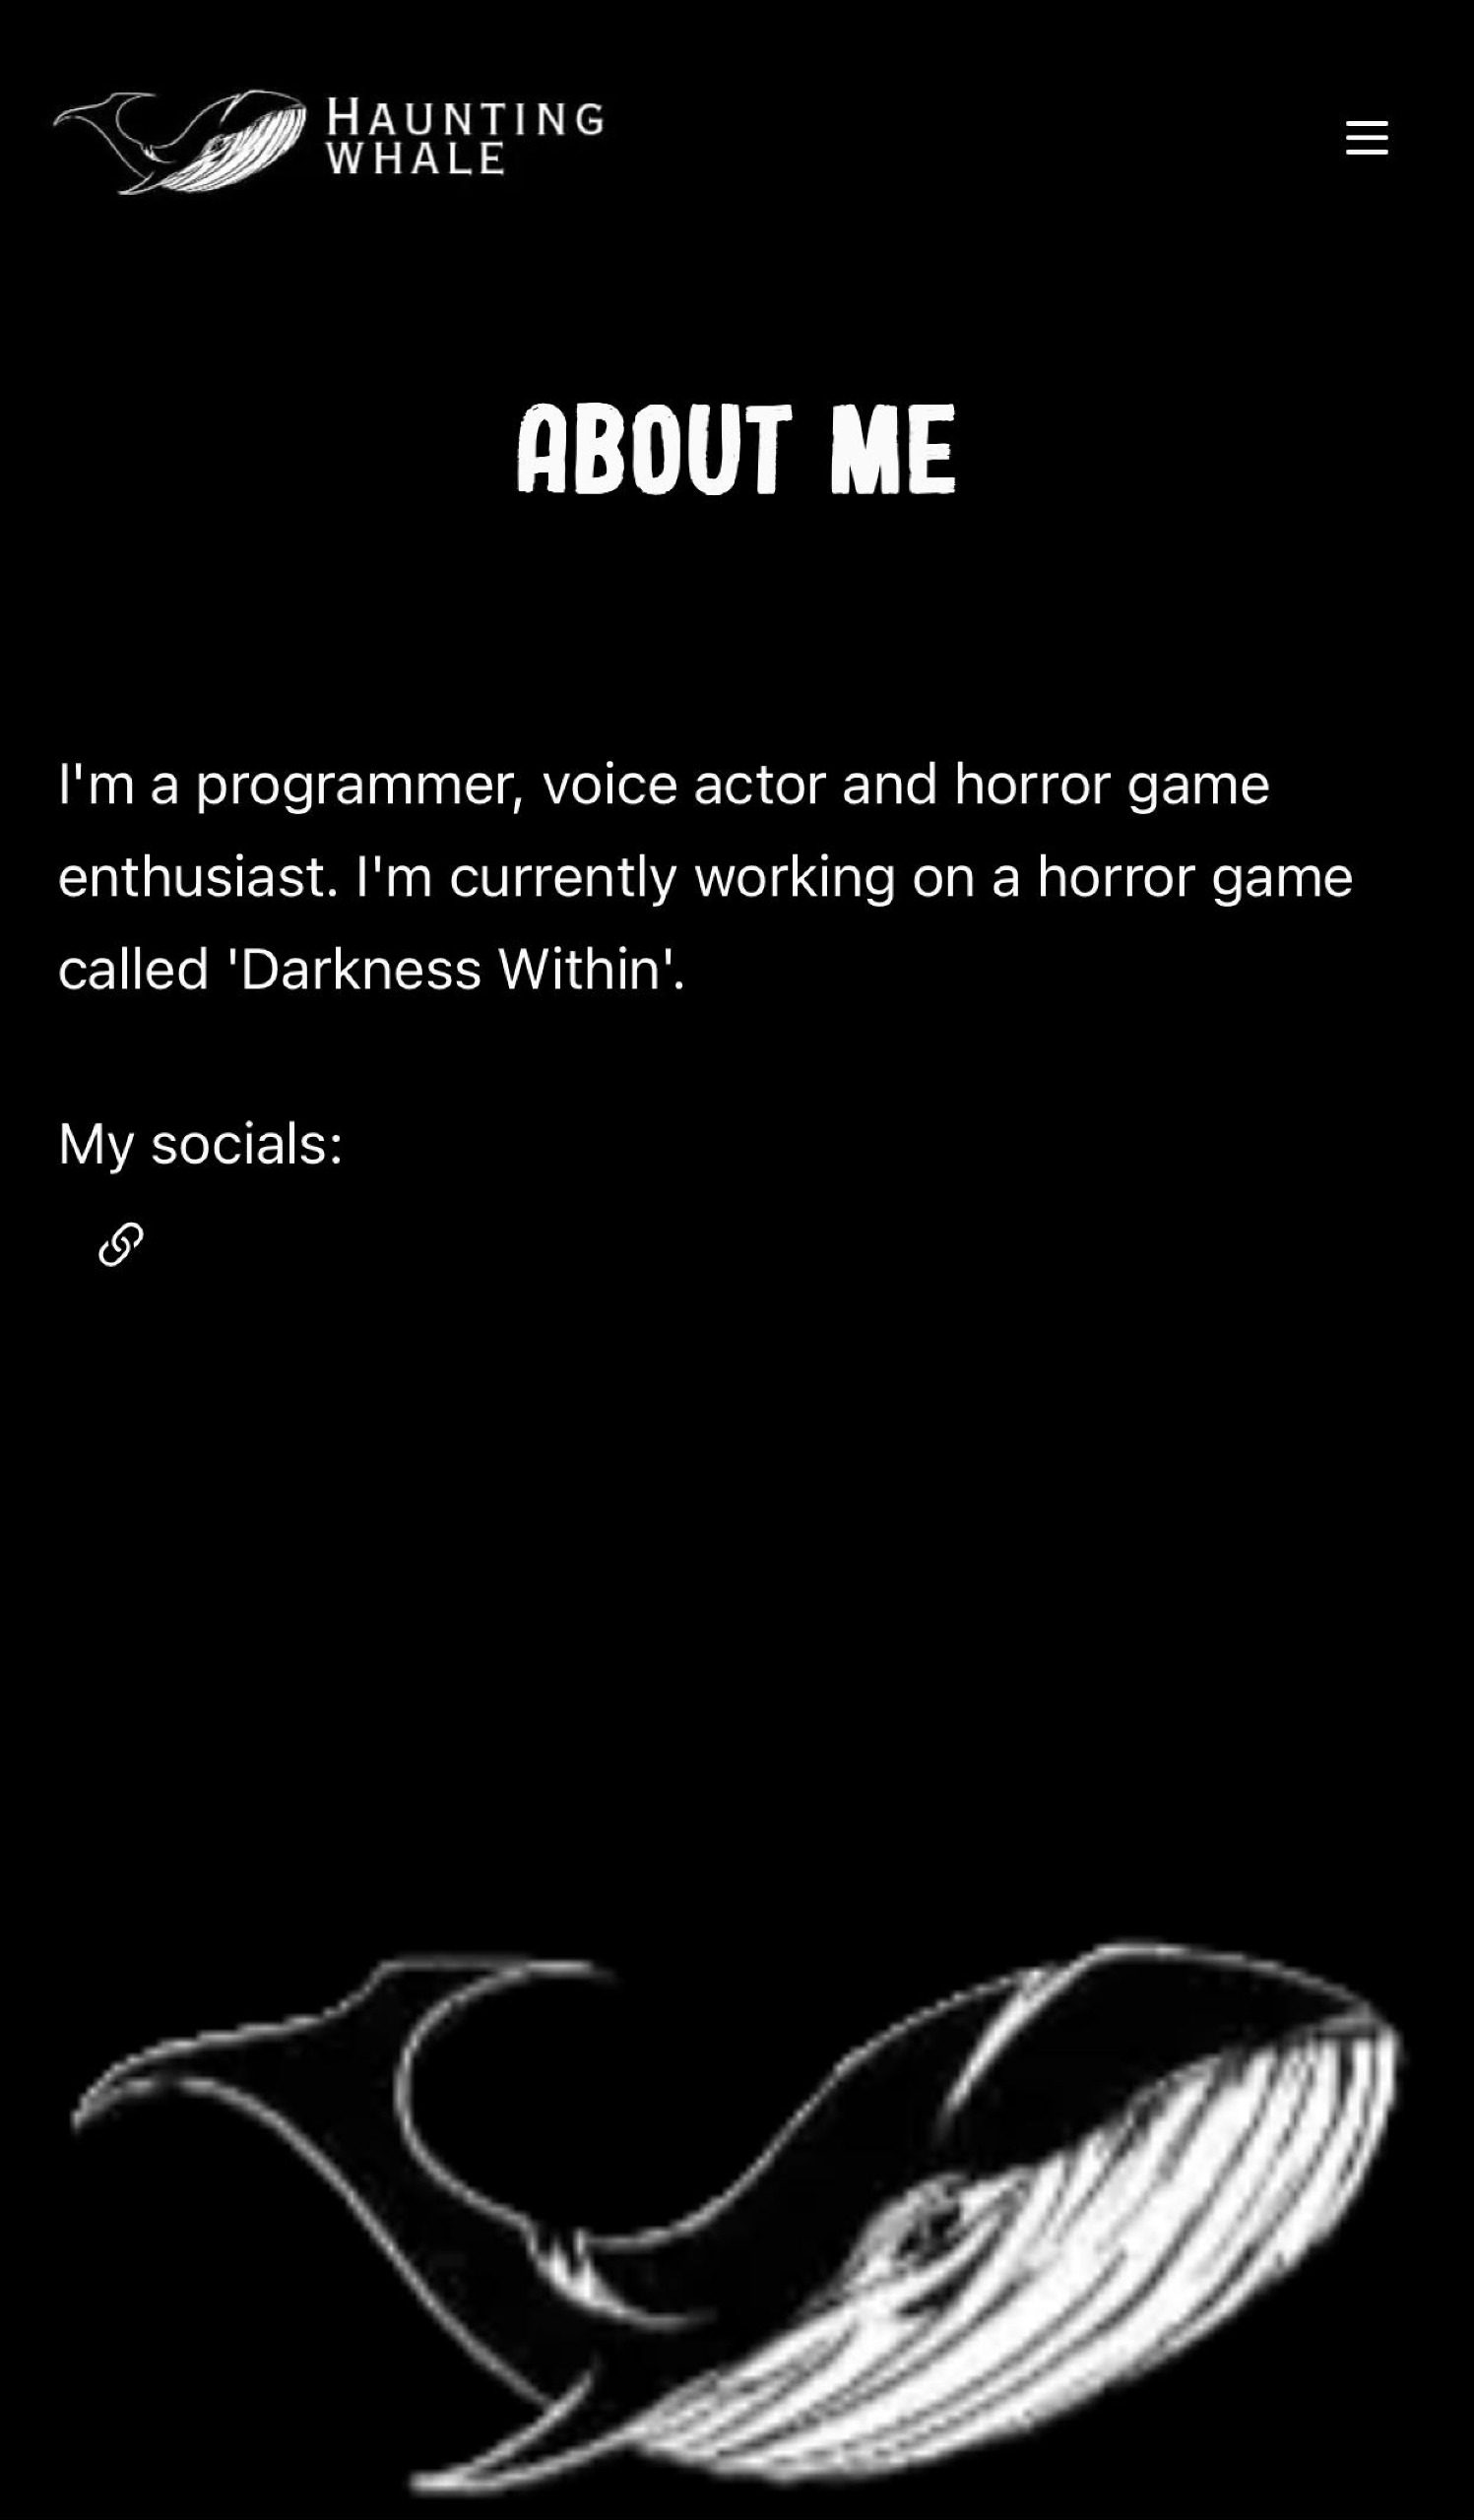 HAUNTING
WHALE
ABOUT ME
I'm a programmer, voice actor and horror game
enthusiast. I'm currently working on a horror game
called 'Darkness Within'.
My socials: